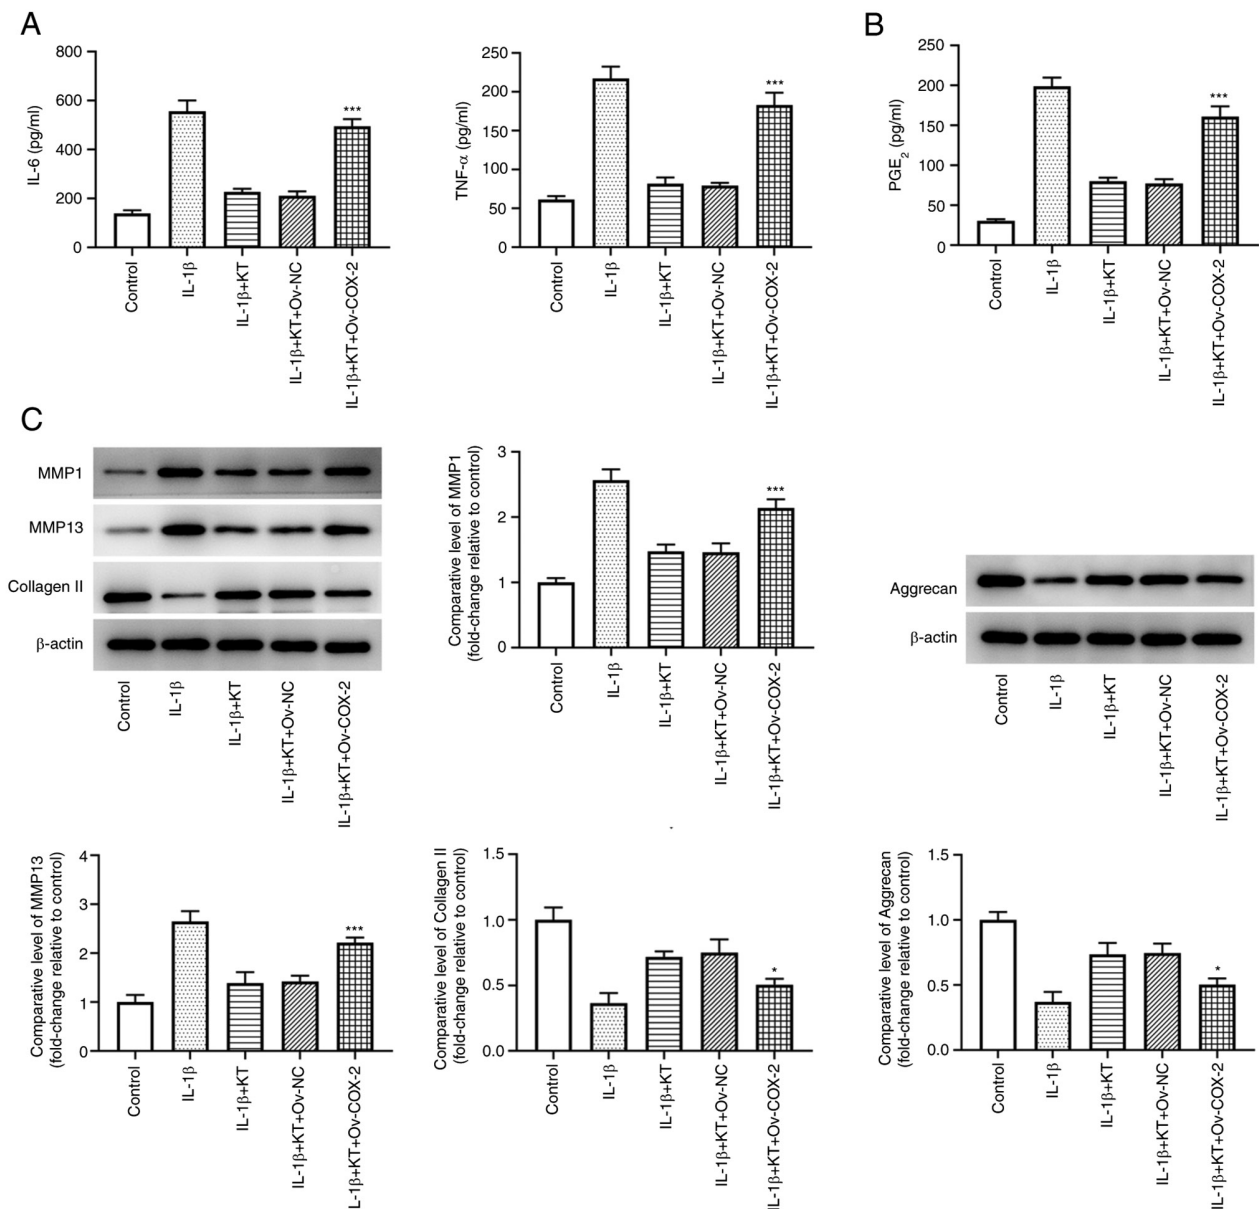 A
IL-6 (pg/ml)
800
600
400
200
0
***
Control
IL-1β
IL-1β+KT
IL-1β+KT+Ov-NC
IL-1β+KT+Ov-COX-2
TNF-α (pg/ml)
250
200
150
100
50
0
***
Control
IL-1β
IL-1β+KT
IL-1β+KT+Ov-NC
IL-1β+KT+Ov-COX-2
B
PGE2 (pg/ml)
250
200
150
100
50
0
***
Control
IL-1β
IL-1β+KT
IL-1β+KT+Ov-NC
IL-1β+KT+Ov-COX-2
C
MMP1
MMP13
Collagen II
β-actin
Control
IL-1β
IL-1β+KT
IL-1β+KT+Ov-NC
IL-1β+KT+Ov-COX-2
Comparative level of MMP1
(fold-change relative to control)
3
2
1
0
***
Control
IL-1β
IL-1β+KT
IL-1β+KT+Ov-NC
IL-1β+KT+Ov-COX-2
Aggrecan
β-actin
Control
IL-1β
IL-1β+KT
IL-1β+KT+Ov-NC
IL-1β+KT+Ov-COX-2
Comparative level of MMP13
(fold-change relative to control)
4
3
2
1
0
***
Control
IL-1β
IL-1β+KT
IL-1β+KT+Ov-NC
L-1β+KT+Ov-COX-2
Comparative level of Collagen II
(fold-change relative to control)
1.5
1.0
0.5
0.0
*
Control
IL-1β
IL-1β+KT
IL-1β+KT+Ov-NC
IL-1β+KT+Ov-COX-2
Comparative level of Aggrecan
(fold-change relative to control)
1.5
1.0
0.5
0.0
*
Control
IL-1β
IL-1β+KT
IL-1β+KT+Ov-NC
IL-1β+KT+Ov-COX-2